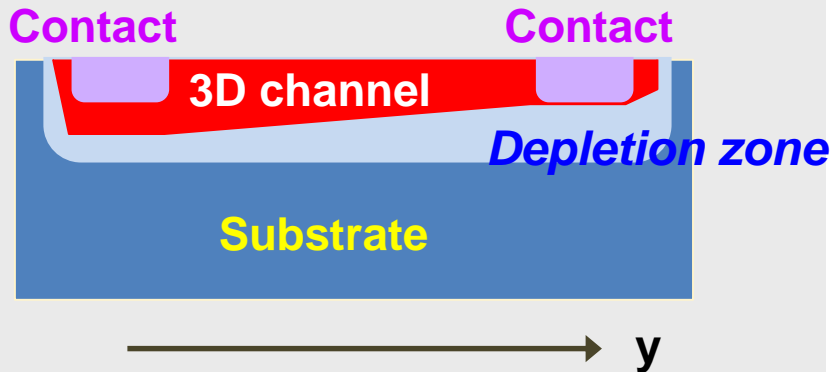 Contact Contact
3D channel
Depletion zone
Substrate
y